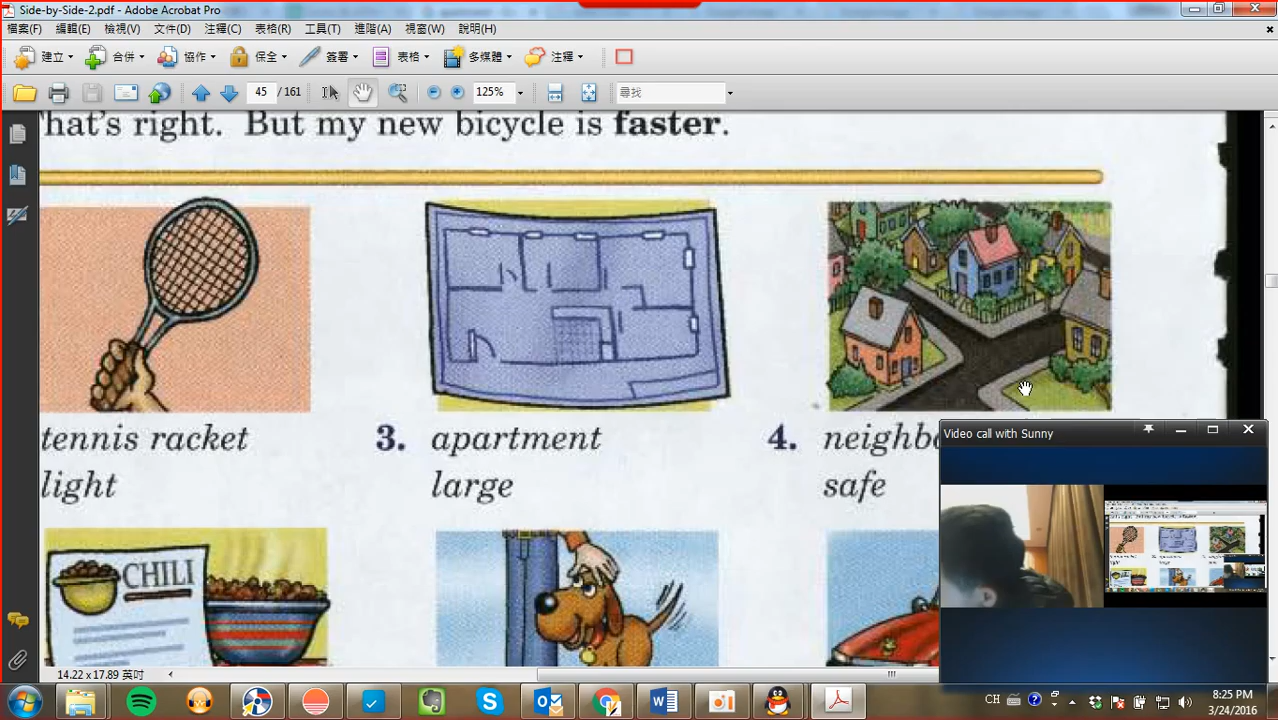 Side-by-Side-2.pdf - Adobe Acrobat Pro
檔案(F) 編輯(E) 檢視(V) 文件(D) 注釋(C) 表格(R) 工具(T) 進階(A) 視窗(W) 說明(H)
建立 合併 協作 保全 簽署 表格 多媒體 注釋
45 / 161 125% 尋找
hat's right. But my new bicycle is faster.
tennis racket
light
3. apartment
large
4. neighbo
safe
Video call with Sunny
CHILI
14.22 x 17.89 英吋
CH
8:25 PM
3/24/2016